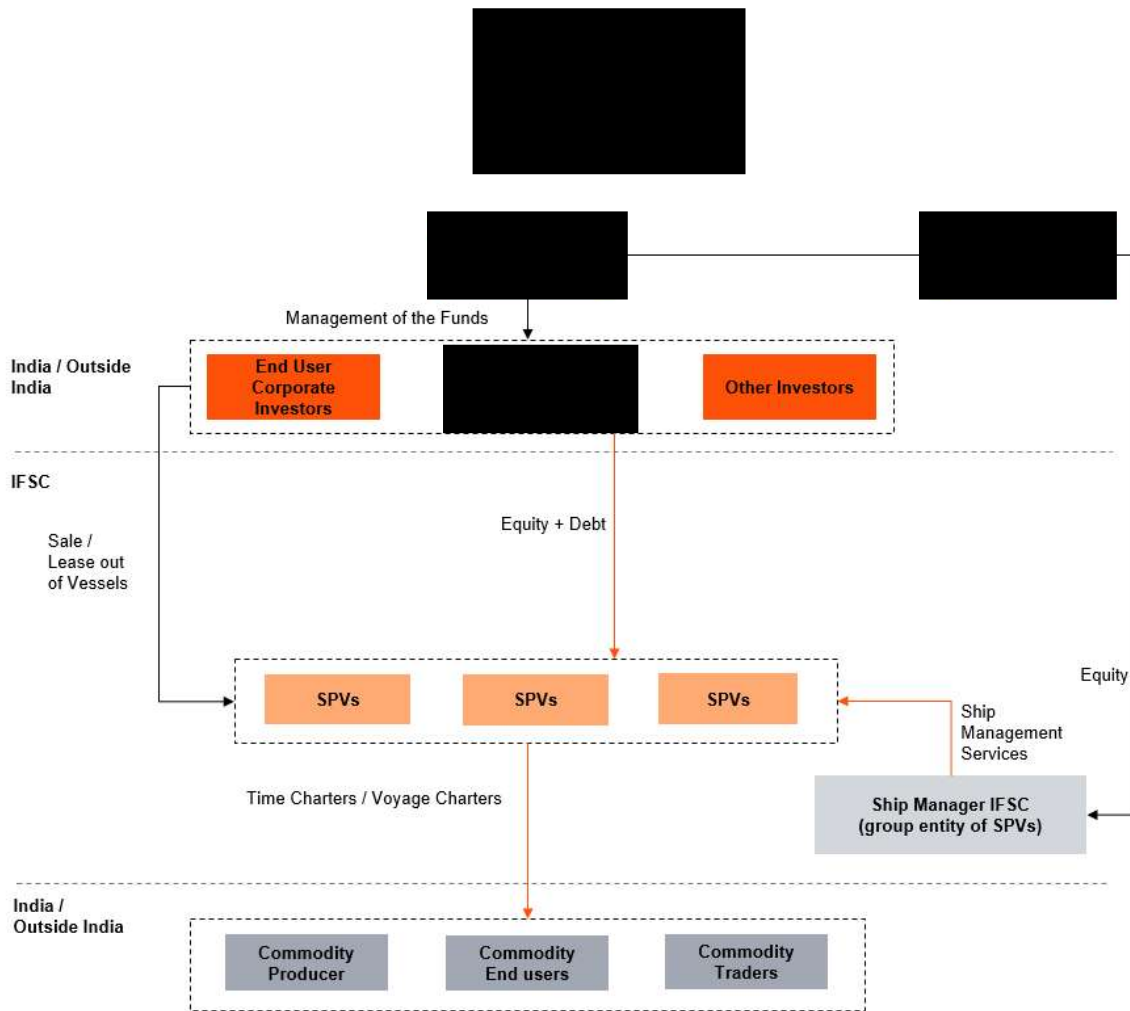 Management of the Funds
India / Outside
India
End User
Corporate
Investors
Other Investors
IFSC
Sale /
Lease out
of Vessels
Equity + Debt
SPVs
SPVs
SPVs
Equity
Ship
Management
Services
Time Charters / Voyage Charters
Ship Manager IFSC
(group entity of SPVs)
India /
Outside India
Commodity
Producer
Commodity
End users
Commodity
Traders